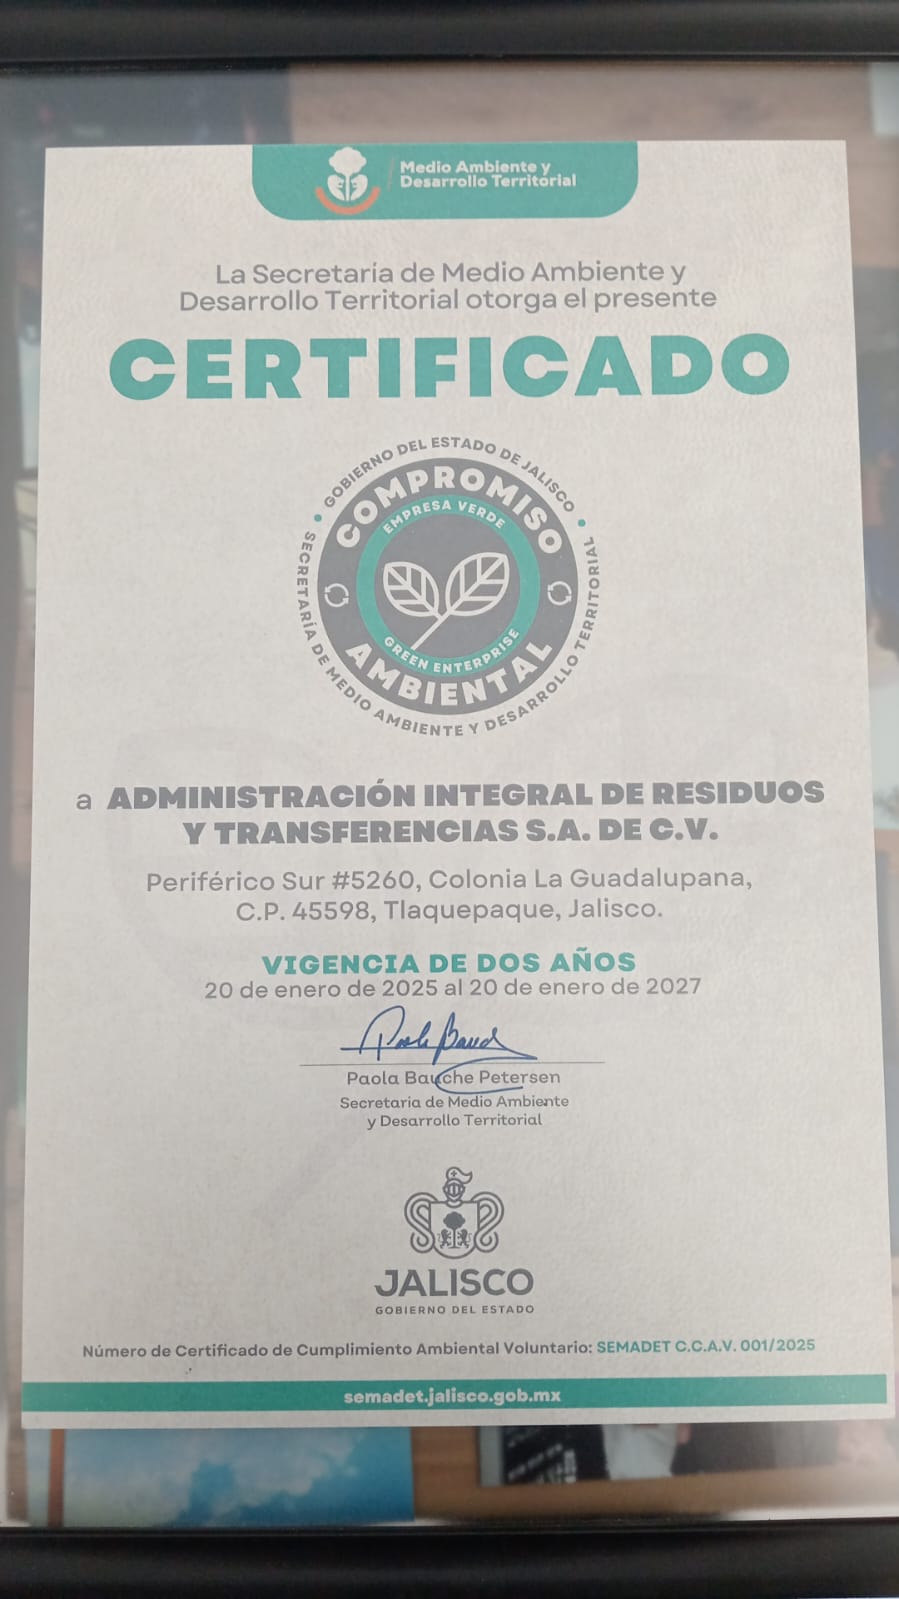 Medio Ambiente y
Desarrollo Territorial
La Secretaría de Medio Ambiente y
Desarrollo Territorial otorga el presente
CERTIFICADO
GOBIERNO DEL ESTADO DE JALISCO
COMPROMISO
EMPRESA VERDE
GREEN ENTERPRISE
AMBIENTAL
SECRETARÍA DE MEDIO AMBIENTE Y DESARROLLO TERRITORIAL
a ADMINISTRACIÓN INTEGRAL DE RESIDUOS
Y TRANSFERENCIAS S.A. DE C.V.
Periférico Sur #5260, Colonia La Guadalupana,
C.P. 45598, Tlaquepaque, Jalisco.
VIGENCIA DE DOS AÑOS
20 de enero de 2025 al 20 de enero de 2027
Paola Bauche Petersen
Secretaria de Medio Ambiente
y Desarrollo Territorial
JALISCO
GOBIERNO DEL ESTADO
Número de Certificado de Cumplimiento Ambiental Voluntario: SEMADET C.C.A.V. 001/2025
semadet.jalisco.gob.mx